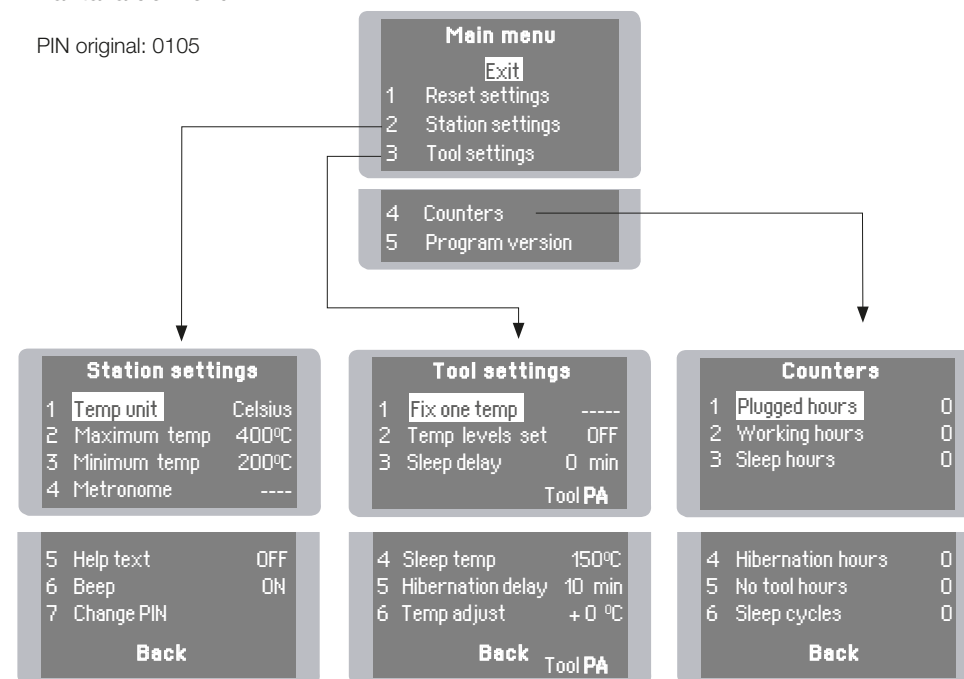 PIN original: 0105
Main menu
Exit
1 Reset settings
2 Station settings
3 Tool settings
4 Counters
5 Program version
Station settings
1 Temp unit Celsius
2 Maximum temp 400ºC
3 Minimum temp 200ºC
4 Metronome ----
5 Help text OFF
6 Beep ON
7 Change PIN
Back
Tool settings
1 Fix one temp -----
2 Temp levels set OFF
3 Sleep delay 0 min
Tool PA
4 Sleep temp 150ºC
5 Hibernation delay 10 min
6 Temp adjust +0 ºC
Back
Tool PA
Counters
1 Plugged hours 0
2 Working hours 0
3 Sleep hours 0
4 Hibernation hours 0
5 No tool hours 0
6 Sleep cycles 0
Back